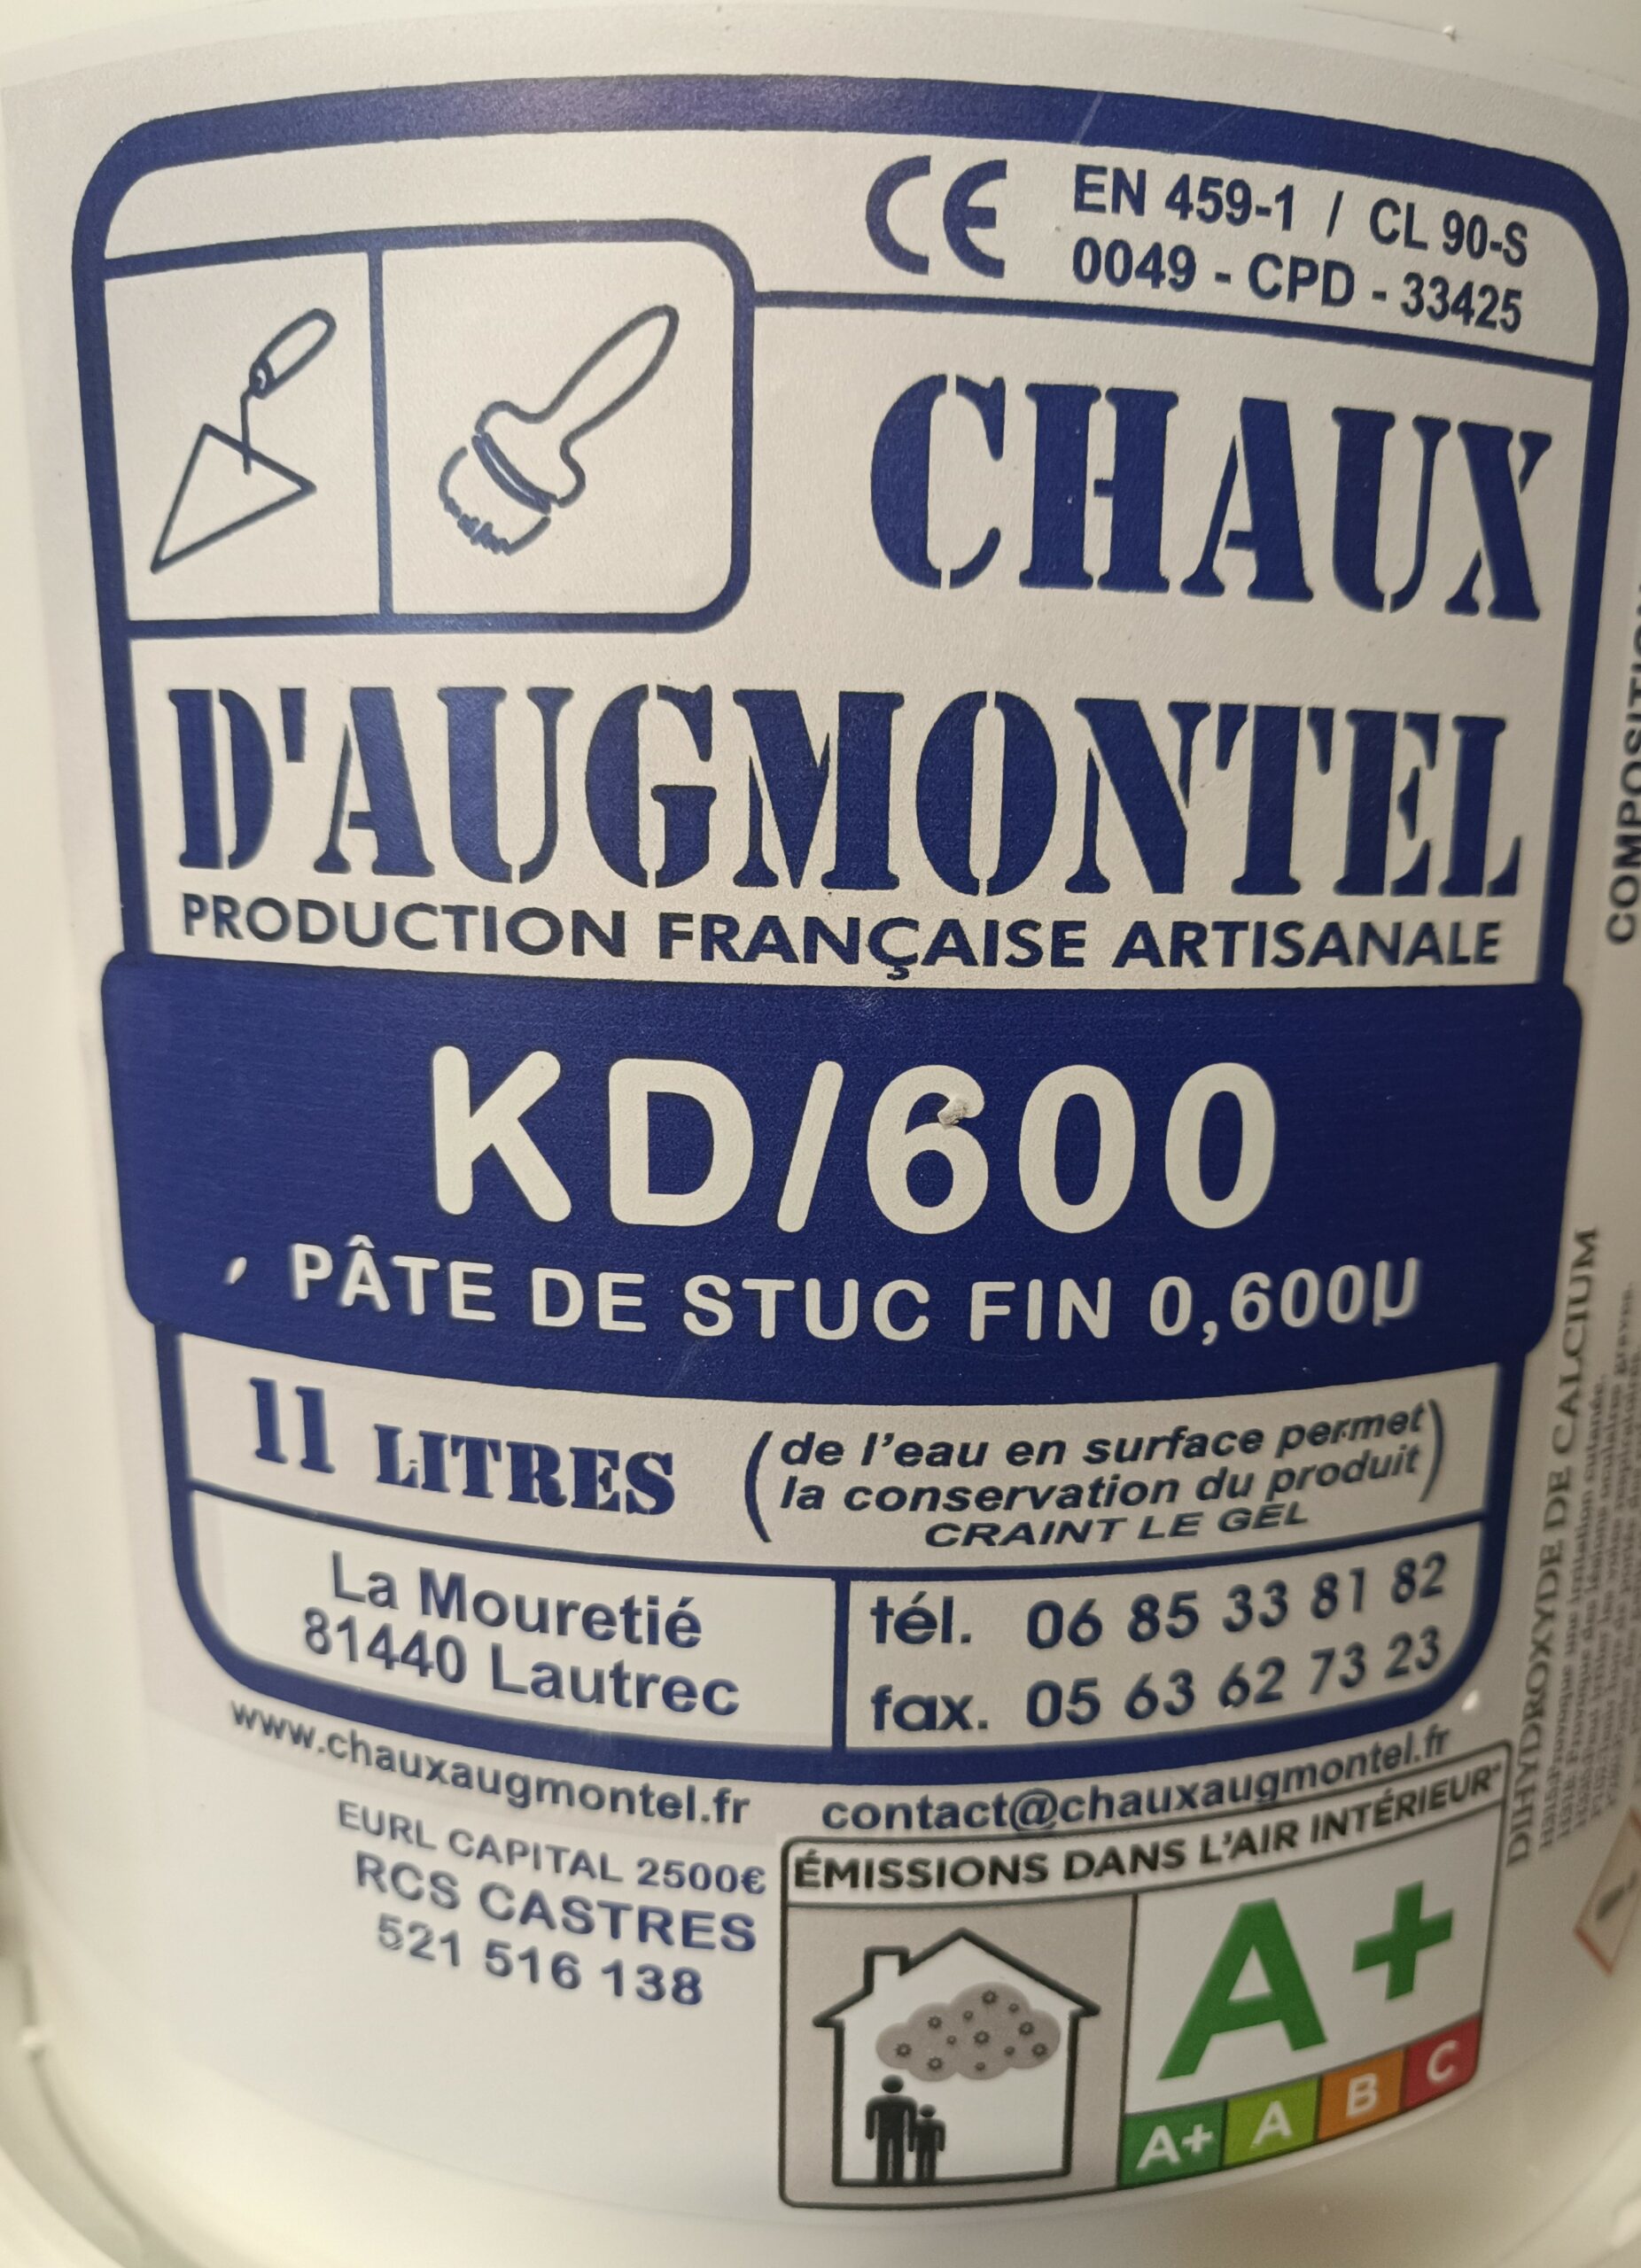 CE EN 459-1 / CL 90-S
0049 - CPD - 33425
CHAUX
D'AUGMONTEL
PRODUCTION FRANÇAISE ARTISANALE
KD/600
PÂTE DE STUC FIN 0,600µ
11 LITRES
(de l'eau en surface permet
la conservation du produit)
CRAINT LE GEL
La Mouretié
81440 Lautrec
tél. 06 85 33 81 82
fax. 05 63 62 73 23
www.chauxaugmontel.fr
contact@chauxaugmontel.fr
EURL CAPITAL 2500€
RCS CASTRES
521 516 138
ÉMISSIONS DANS L'AIR INTÉRIEUR*
A+
A+ A B C
DIHYDROXYDE DE CALCIUM